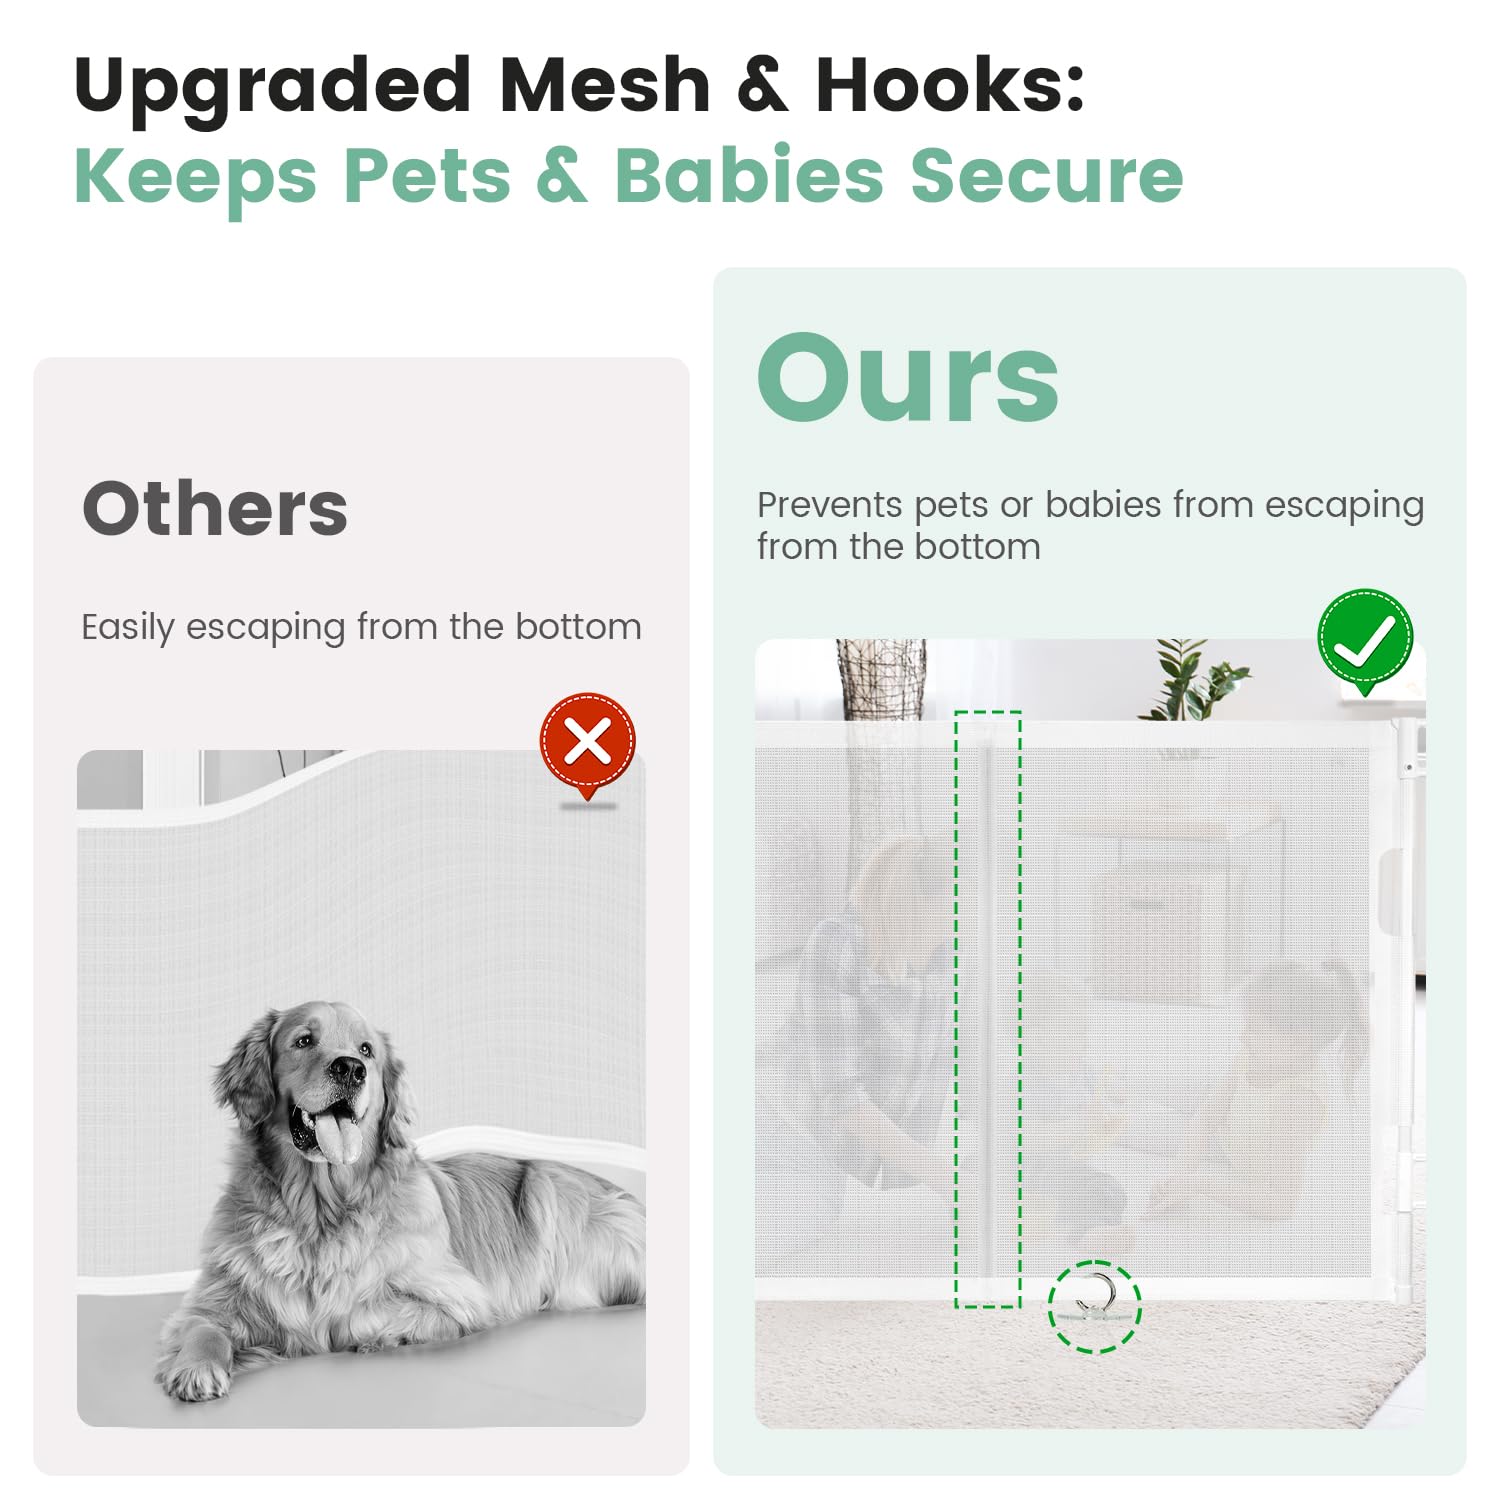 Upgraded Mesh & Hooks:
Keeps Pets & Babies Secure
Others
Easily escaping from the bottom
Ours
Prevents pets or babies from escaping
from the bottom